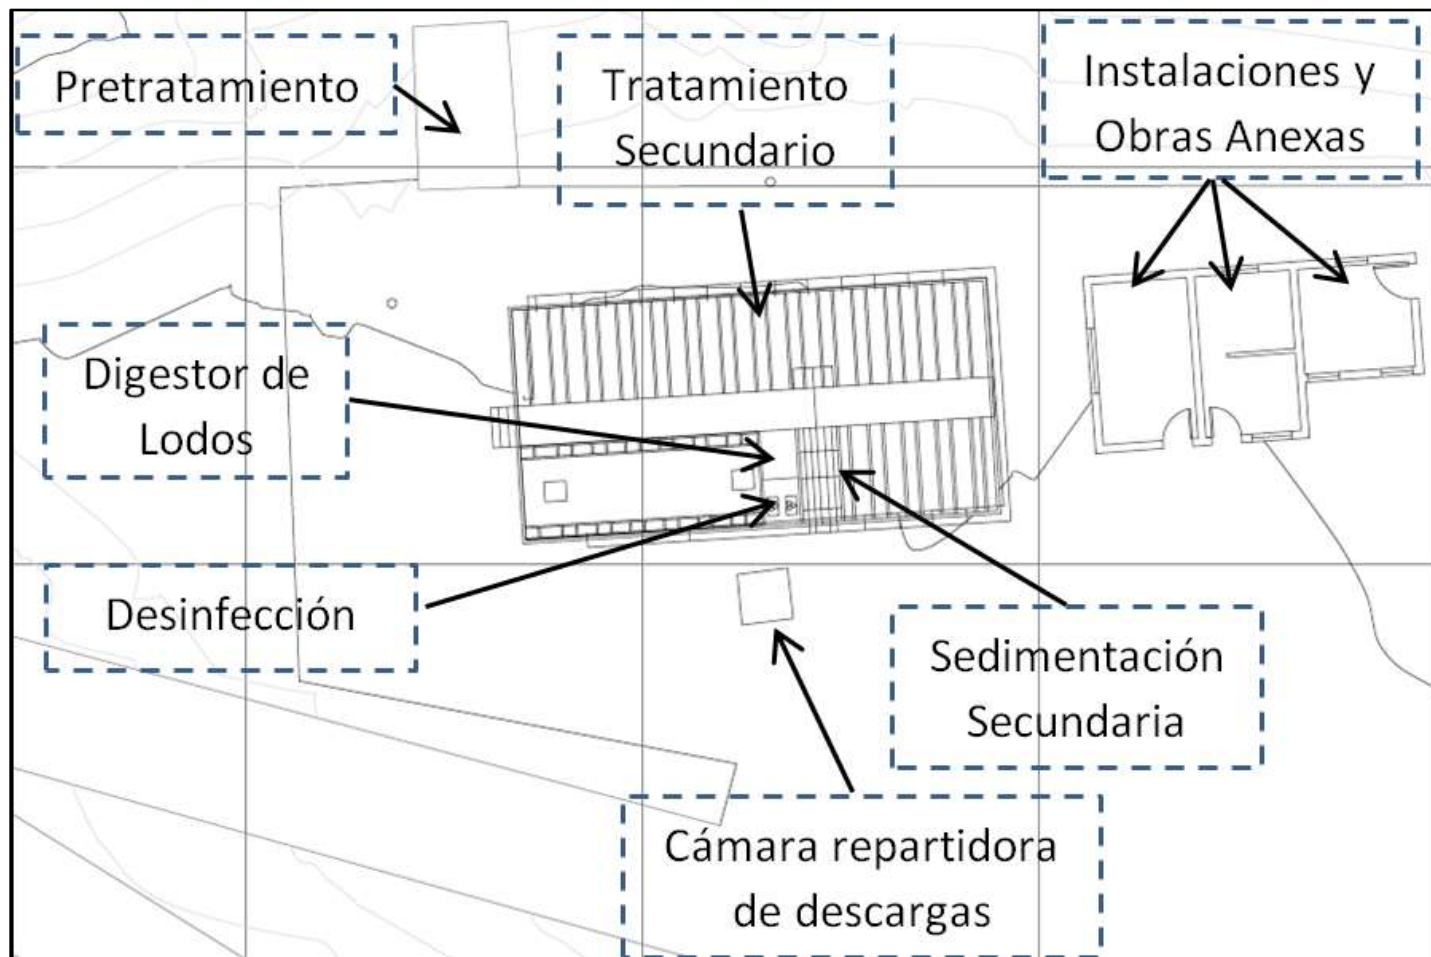 Pretratamiento
Tratamiento
Secundario
Instalaciones y
Obras Anexas
Digestor de
Lodos
Desinfección
Sedimentación
Secundaria
Cámara repartidora
de descargas